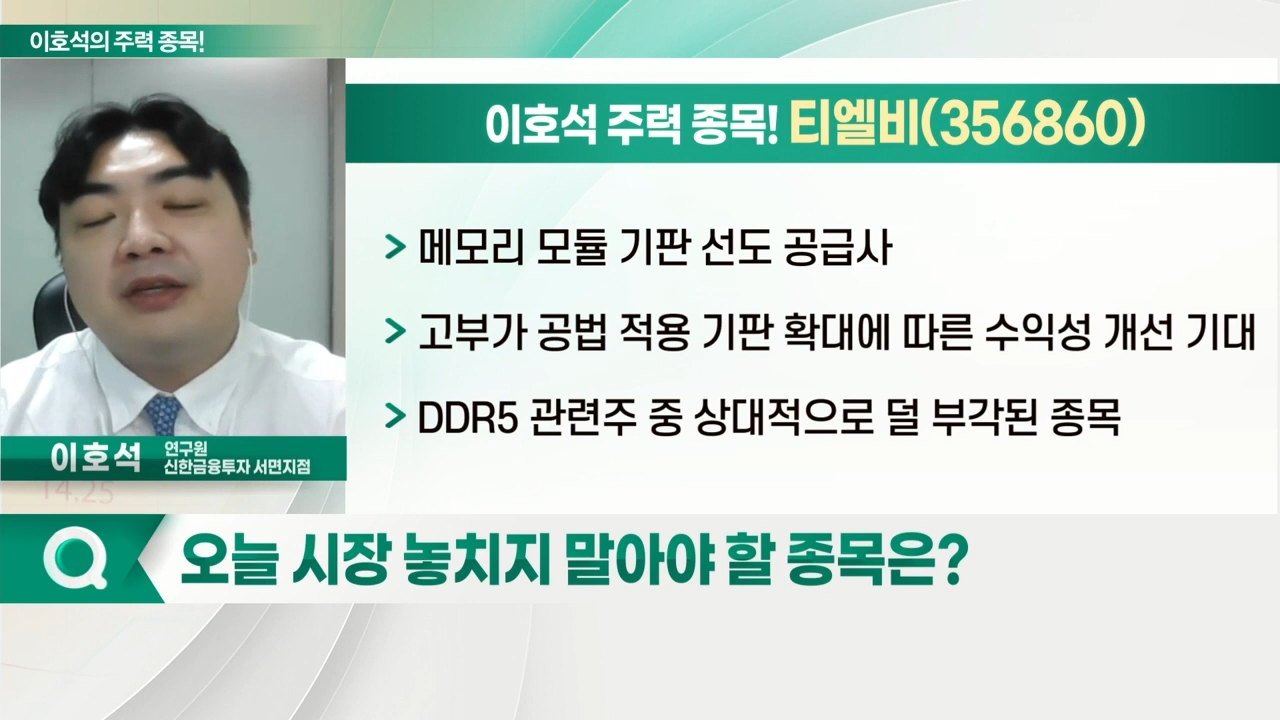 이호석의 주력 종목!
이호석 주력 종목! 티엘비(356860)
> 메모리 모듈 기판 선도 공급사
> 고부가 공법 적용 기판 확대에 따른 수익성 개선 기대
> DDR5 관련주 중 상대적으로 덜 부각된 종목
이호석
연구원
신한금융투자 서면지점
14:25
Q 오늘 시장 놓치지 말아야 할 종목은?